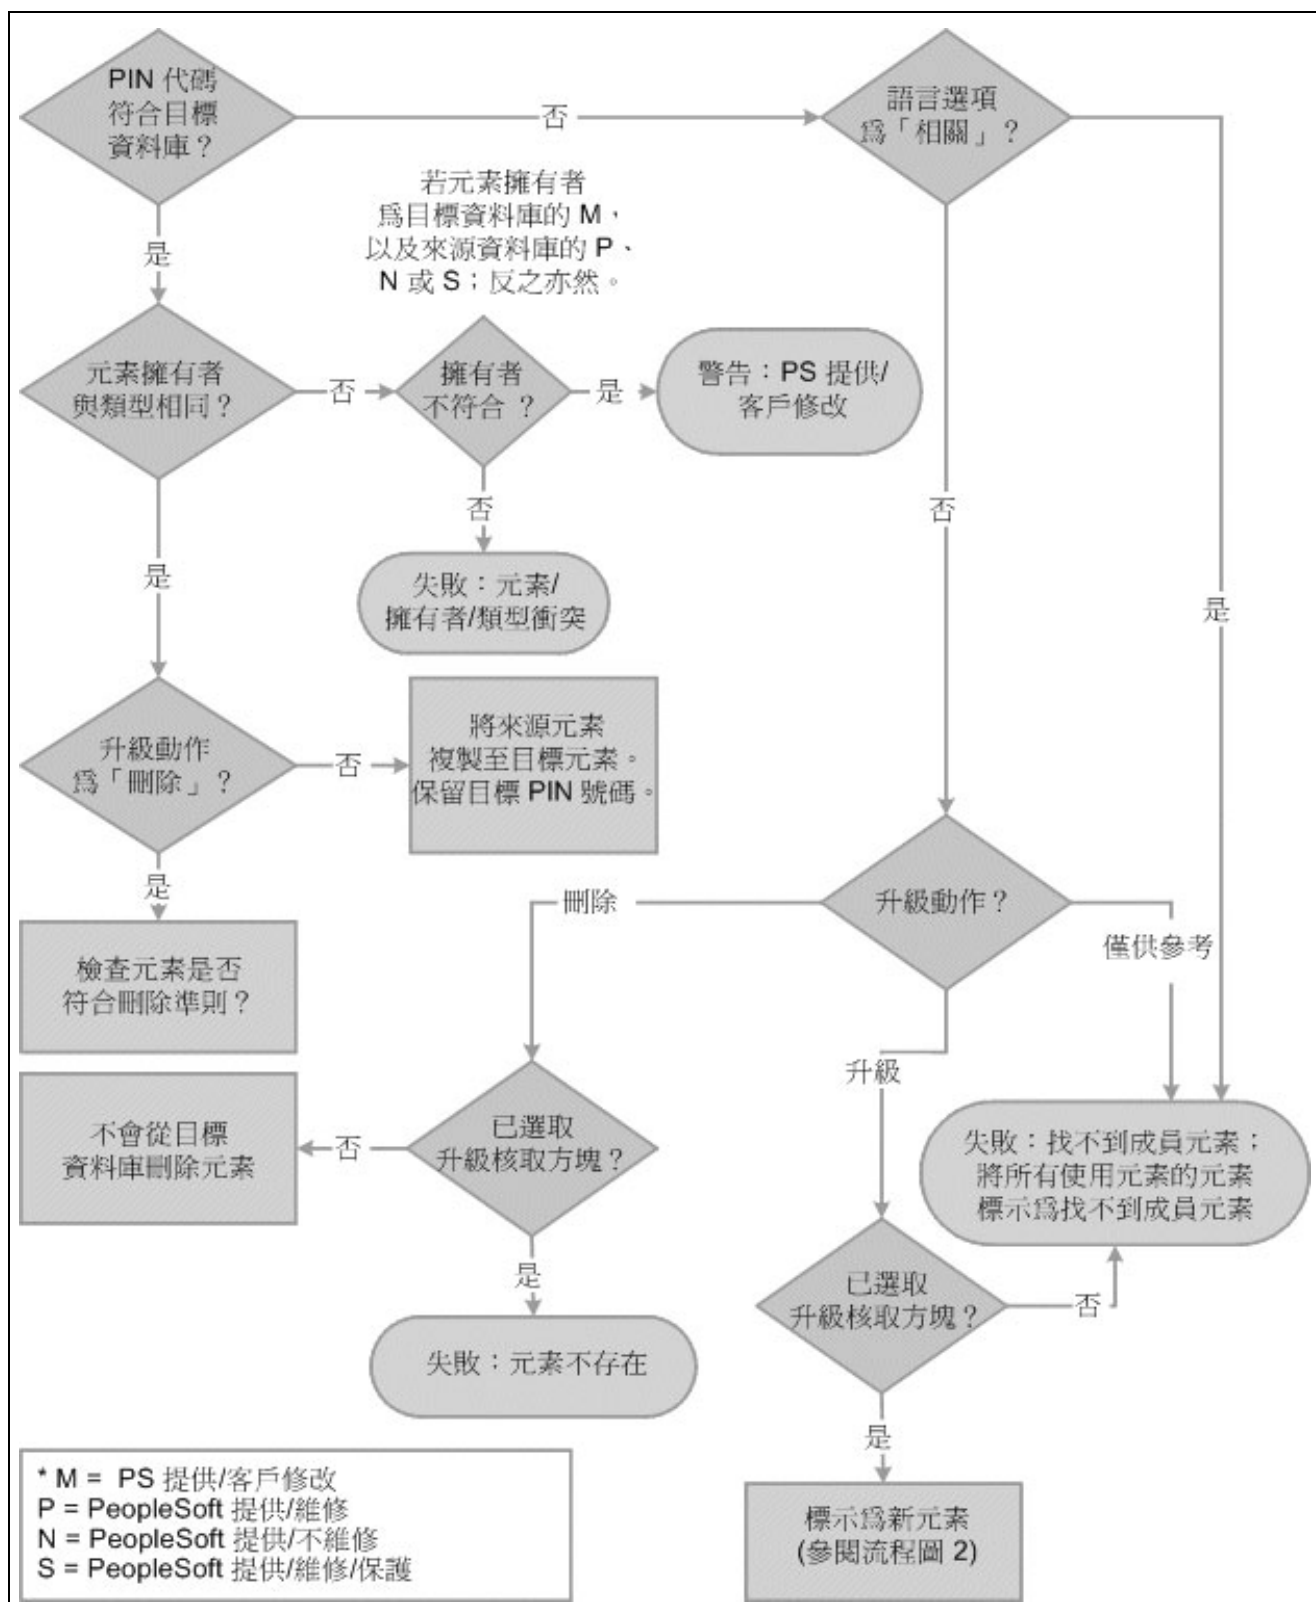 PIN 代碼
符合目標
資料庫？
否
語言選項
為「相關」？
若元素擁有者
為目標資料庫的 M，
以及來源資料庫的 P、
N 或 S；反之亦然。
是
元素擁有者
與類型相同？
否
擁有者
不符合 ？
是
警告：PS 提供/
客戶修改
否
否
失敗：元素/
擁有者/類型衝突
是
是
將來源元素
複製至目標元素。
保留目標 PIN 號碼。
升級動作
為「刪除」？
否
是
刪除
升級動作？
僅供參考
檢查元素是否
符合刪除準則？
升級
不會從目標
資料庫刪除元素
否
已選取
升級核取方塊？
失敗：找不到成員元素；
將所有使用元素的元素
標示為找不到成員元素
是
已選取
升級核取方塊？
否
失敗：元素不存在
是
* M = PS 提供/客戶修改
P = PeopleSoft 提供/維修
N = PeopleSoft 提供/不維修
S = PeopleSoft 提供/維修/保護
標示為新元素
(參閱流程圖 2)